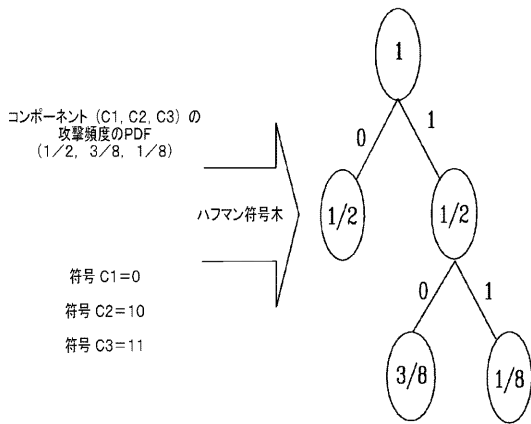 コンポーネント（C1, C2, C3）の
攻撃頻度のPDF
（1／2, 3／8, 1／8）
ハフマン符号木
符号 C1＝0
符号 C2＝10
符号 C3＝11
1
0
1
1/2
1/2
0
1
3/8
1/8